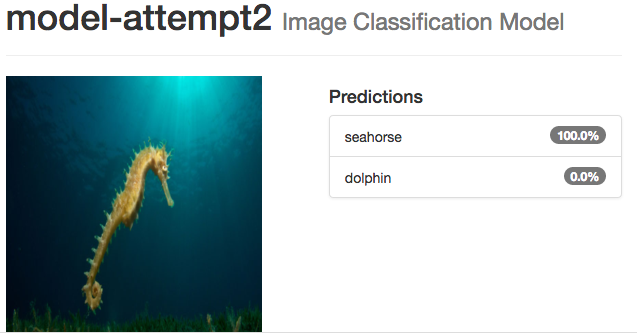 model-attempt2 Image Classification Model
Predictions
seahorse 100.0%
dolphin 0.0%